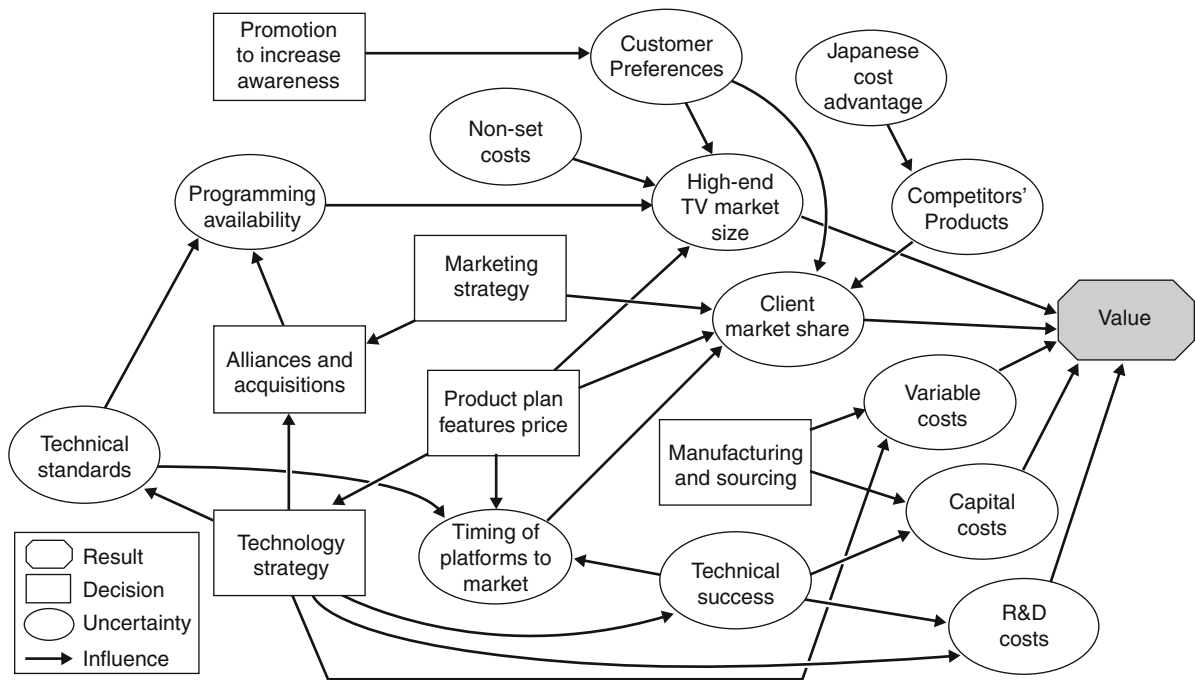 Promotion
to increase
awareness
Customer
Preferences
Japanese
cost
advantage
Non-set
costs
Programming
availability
High-end
TV market
size
Competitors'
Products
Marketing
strategy
Client
market share
Value
Alliances and
acquisitions
Product plan
features price
Variable
costs
Technical
standards
Manufacturing
and sourcing
Capital
costs
Technology
strategy
Timing of
platforms to
market
Technical
success
R&D
costs
Result
Decision
Uncertainty
Influence